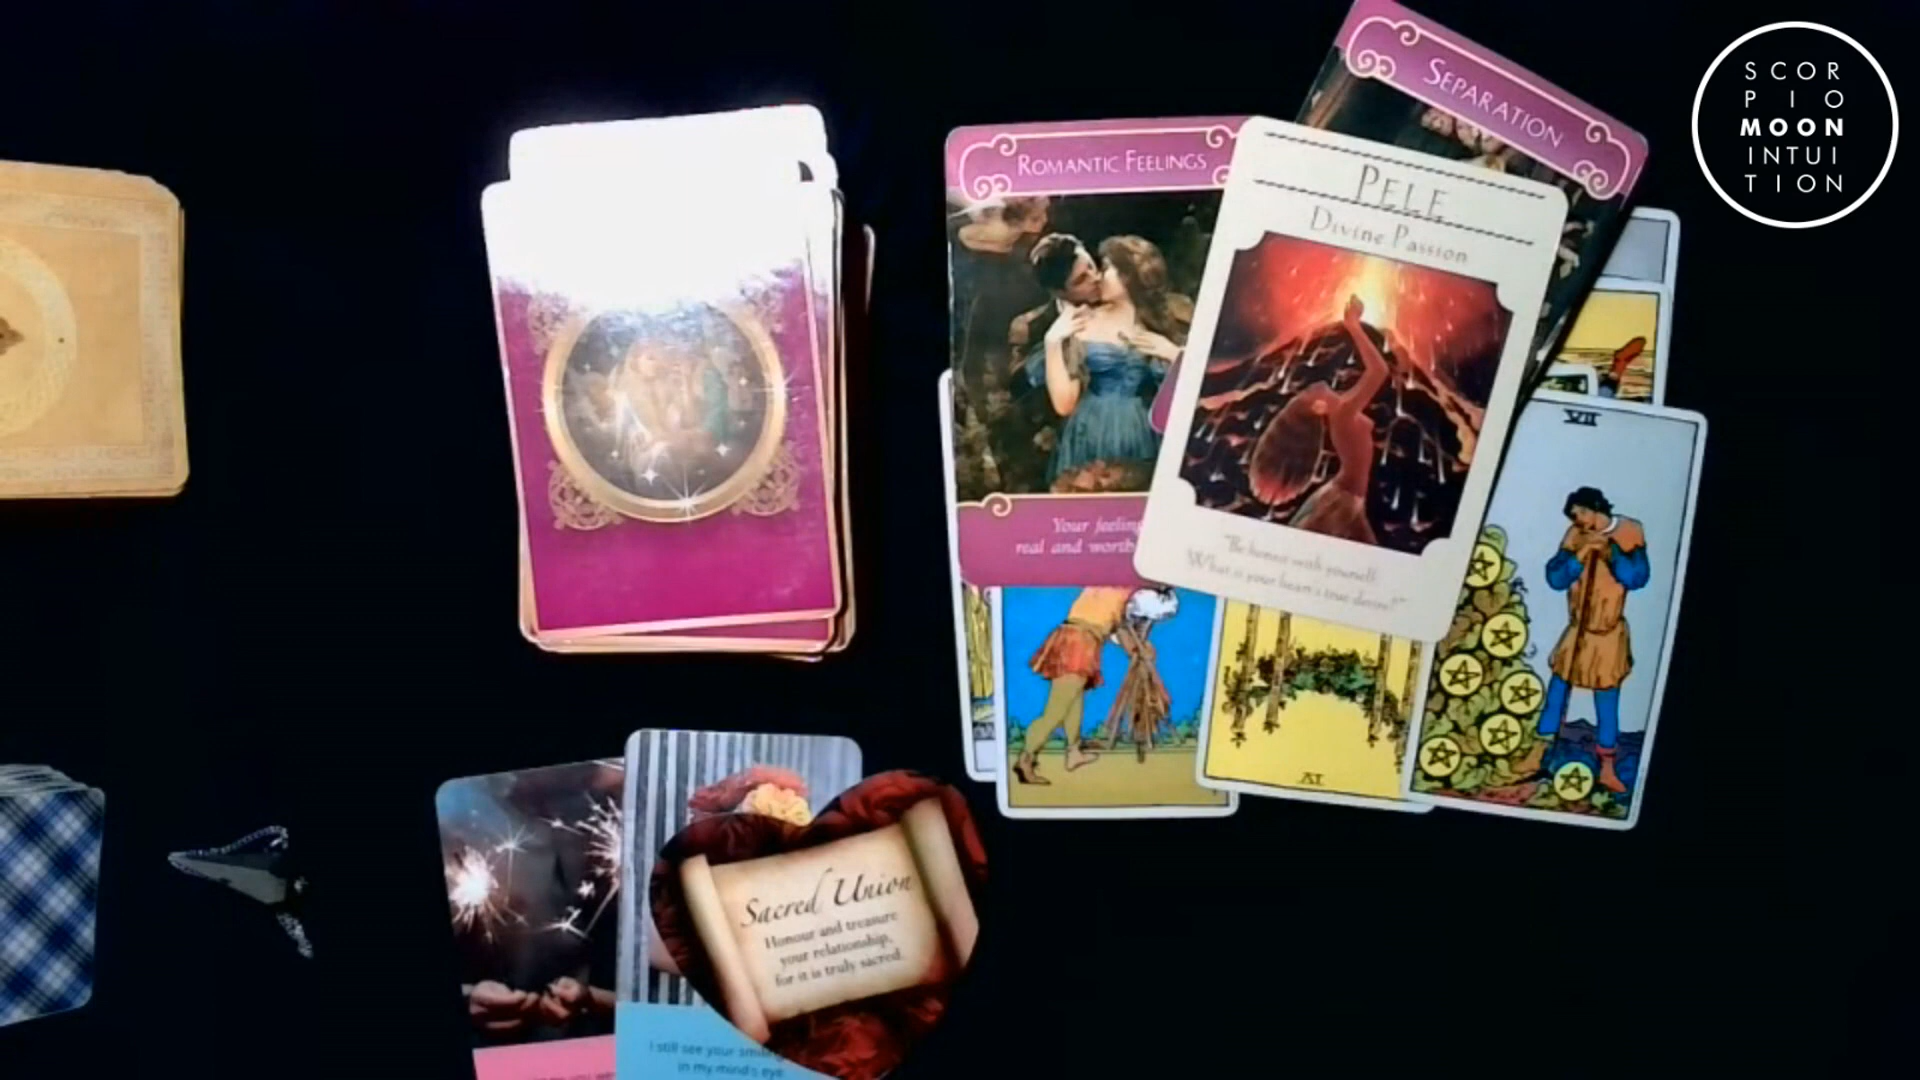 SCOR
PIO
MOON
INTUI
TION
SEPARATION
ROMANTIC FEELINGS
PELE
Divine Passion
Your feeling
real and worth
"Be honest with yourself.
What is your heart's true desire?"
VII
IV
Sacred Union
Honour and treasure
your relationship,
for it is truly sacred.
I still see your smiling
in my mind's eye.